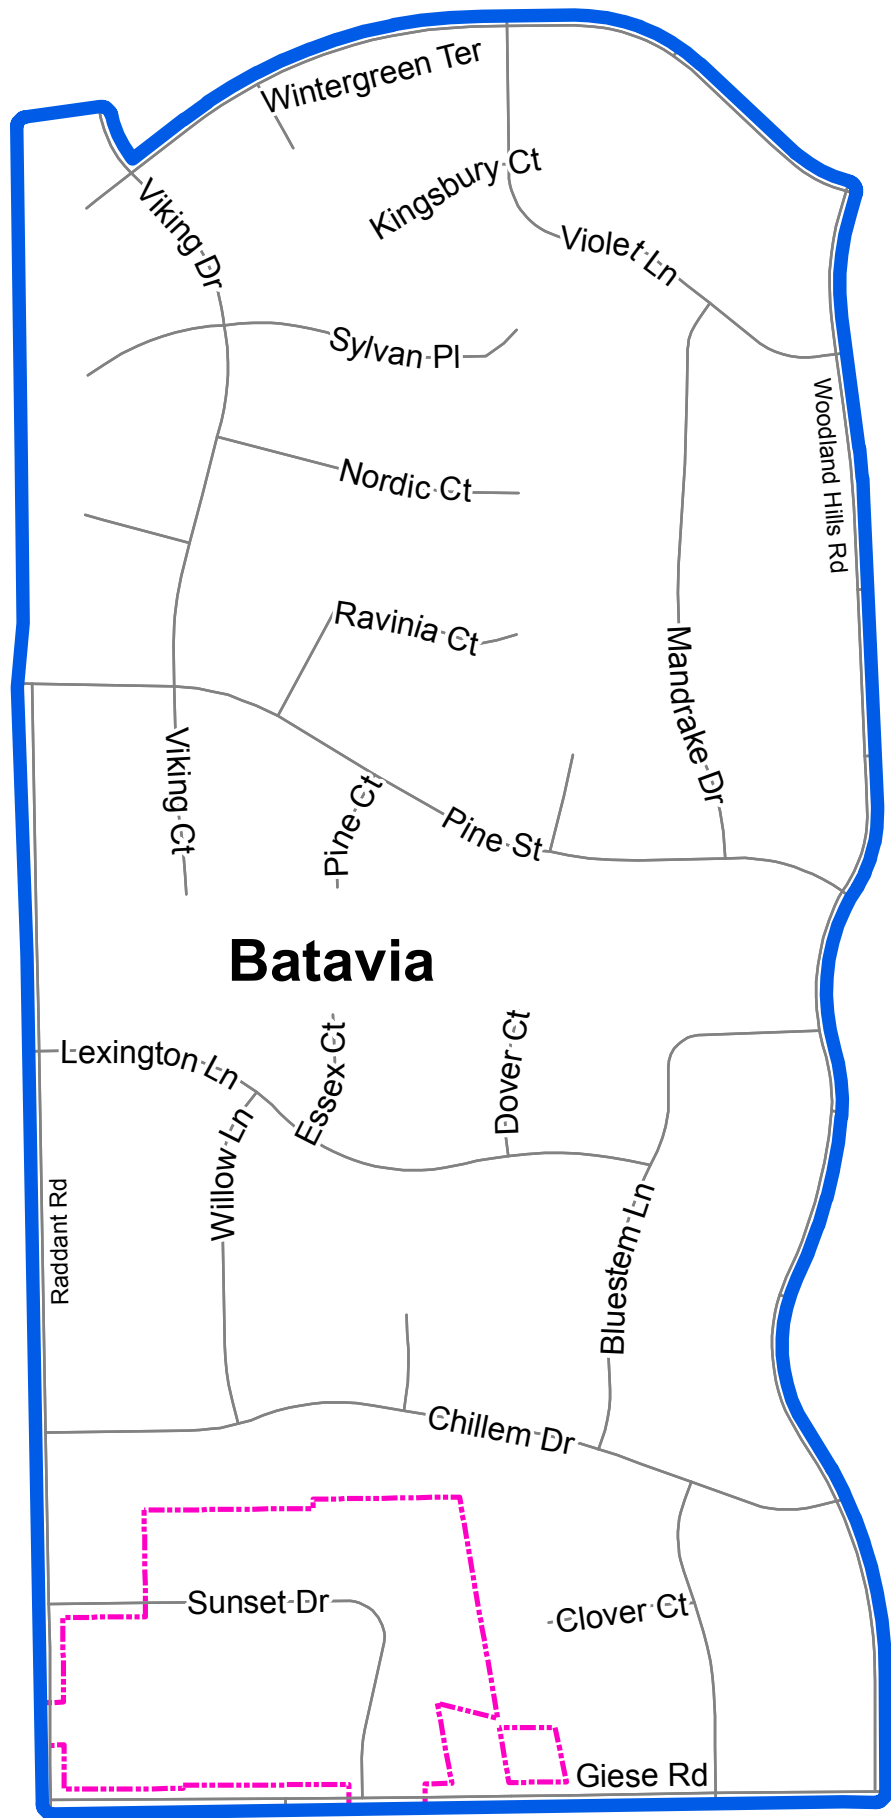 Wintergreen Ter
Kingsbury Ct
Viking Dr
Violet Ln
Sylvan Pl
Woodland Hills Rd
Nordic Ct
Ravinia Ct
Mandrake Dr
Viking Ct
Pine Ct
Pine St
Batavia
Lexington Ln
Essex Ct
Dover Ct
Willow Ln
Raddant Rd
Bluestem Ln
Chillem Dr
Sunset Dr
Clover Ct
Giese Rd